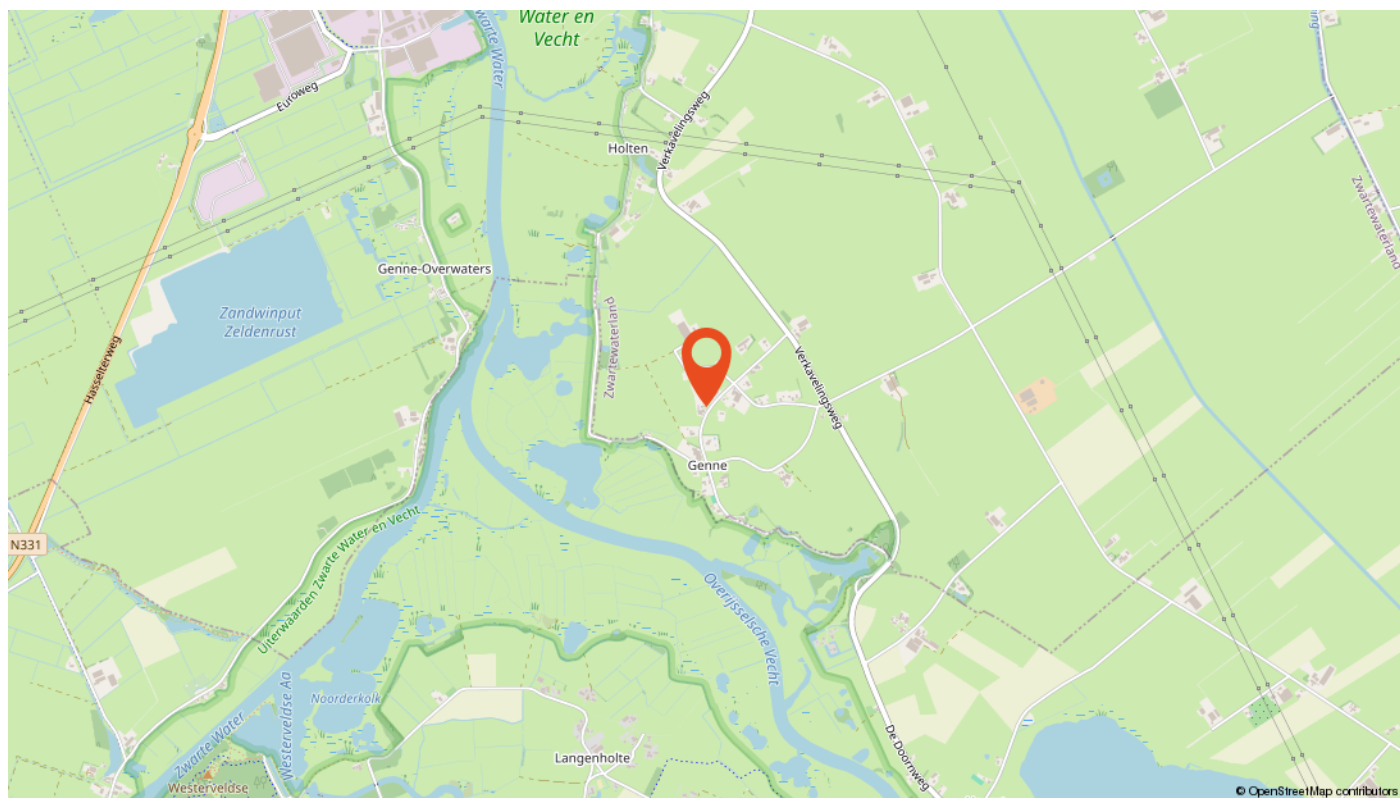 Water en
Vecht
Zwarte Water
Euroweg
Verkavelingsweg
Holten
Zwartewaterland
Genne-Overwaters
Zandwinput
Zeldenrust
Zwartewaterland
Hasselterweg
Verkavelingsweg
Genne
N331
Uiterwaarden Zwarte Water en Vecht
Overijsselsche Vecht
Noorderkolk
Westerveldse Aa
Zwarte Water
De Doornweg
Langenholte
Westerveldse
© OpenStreetMap contributors